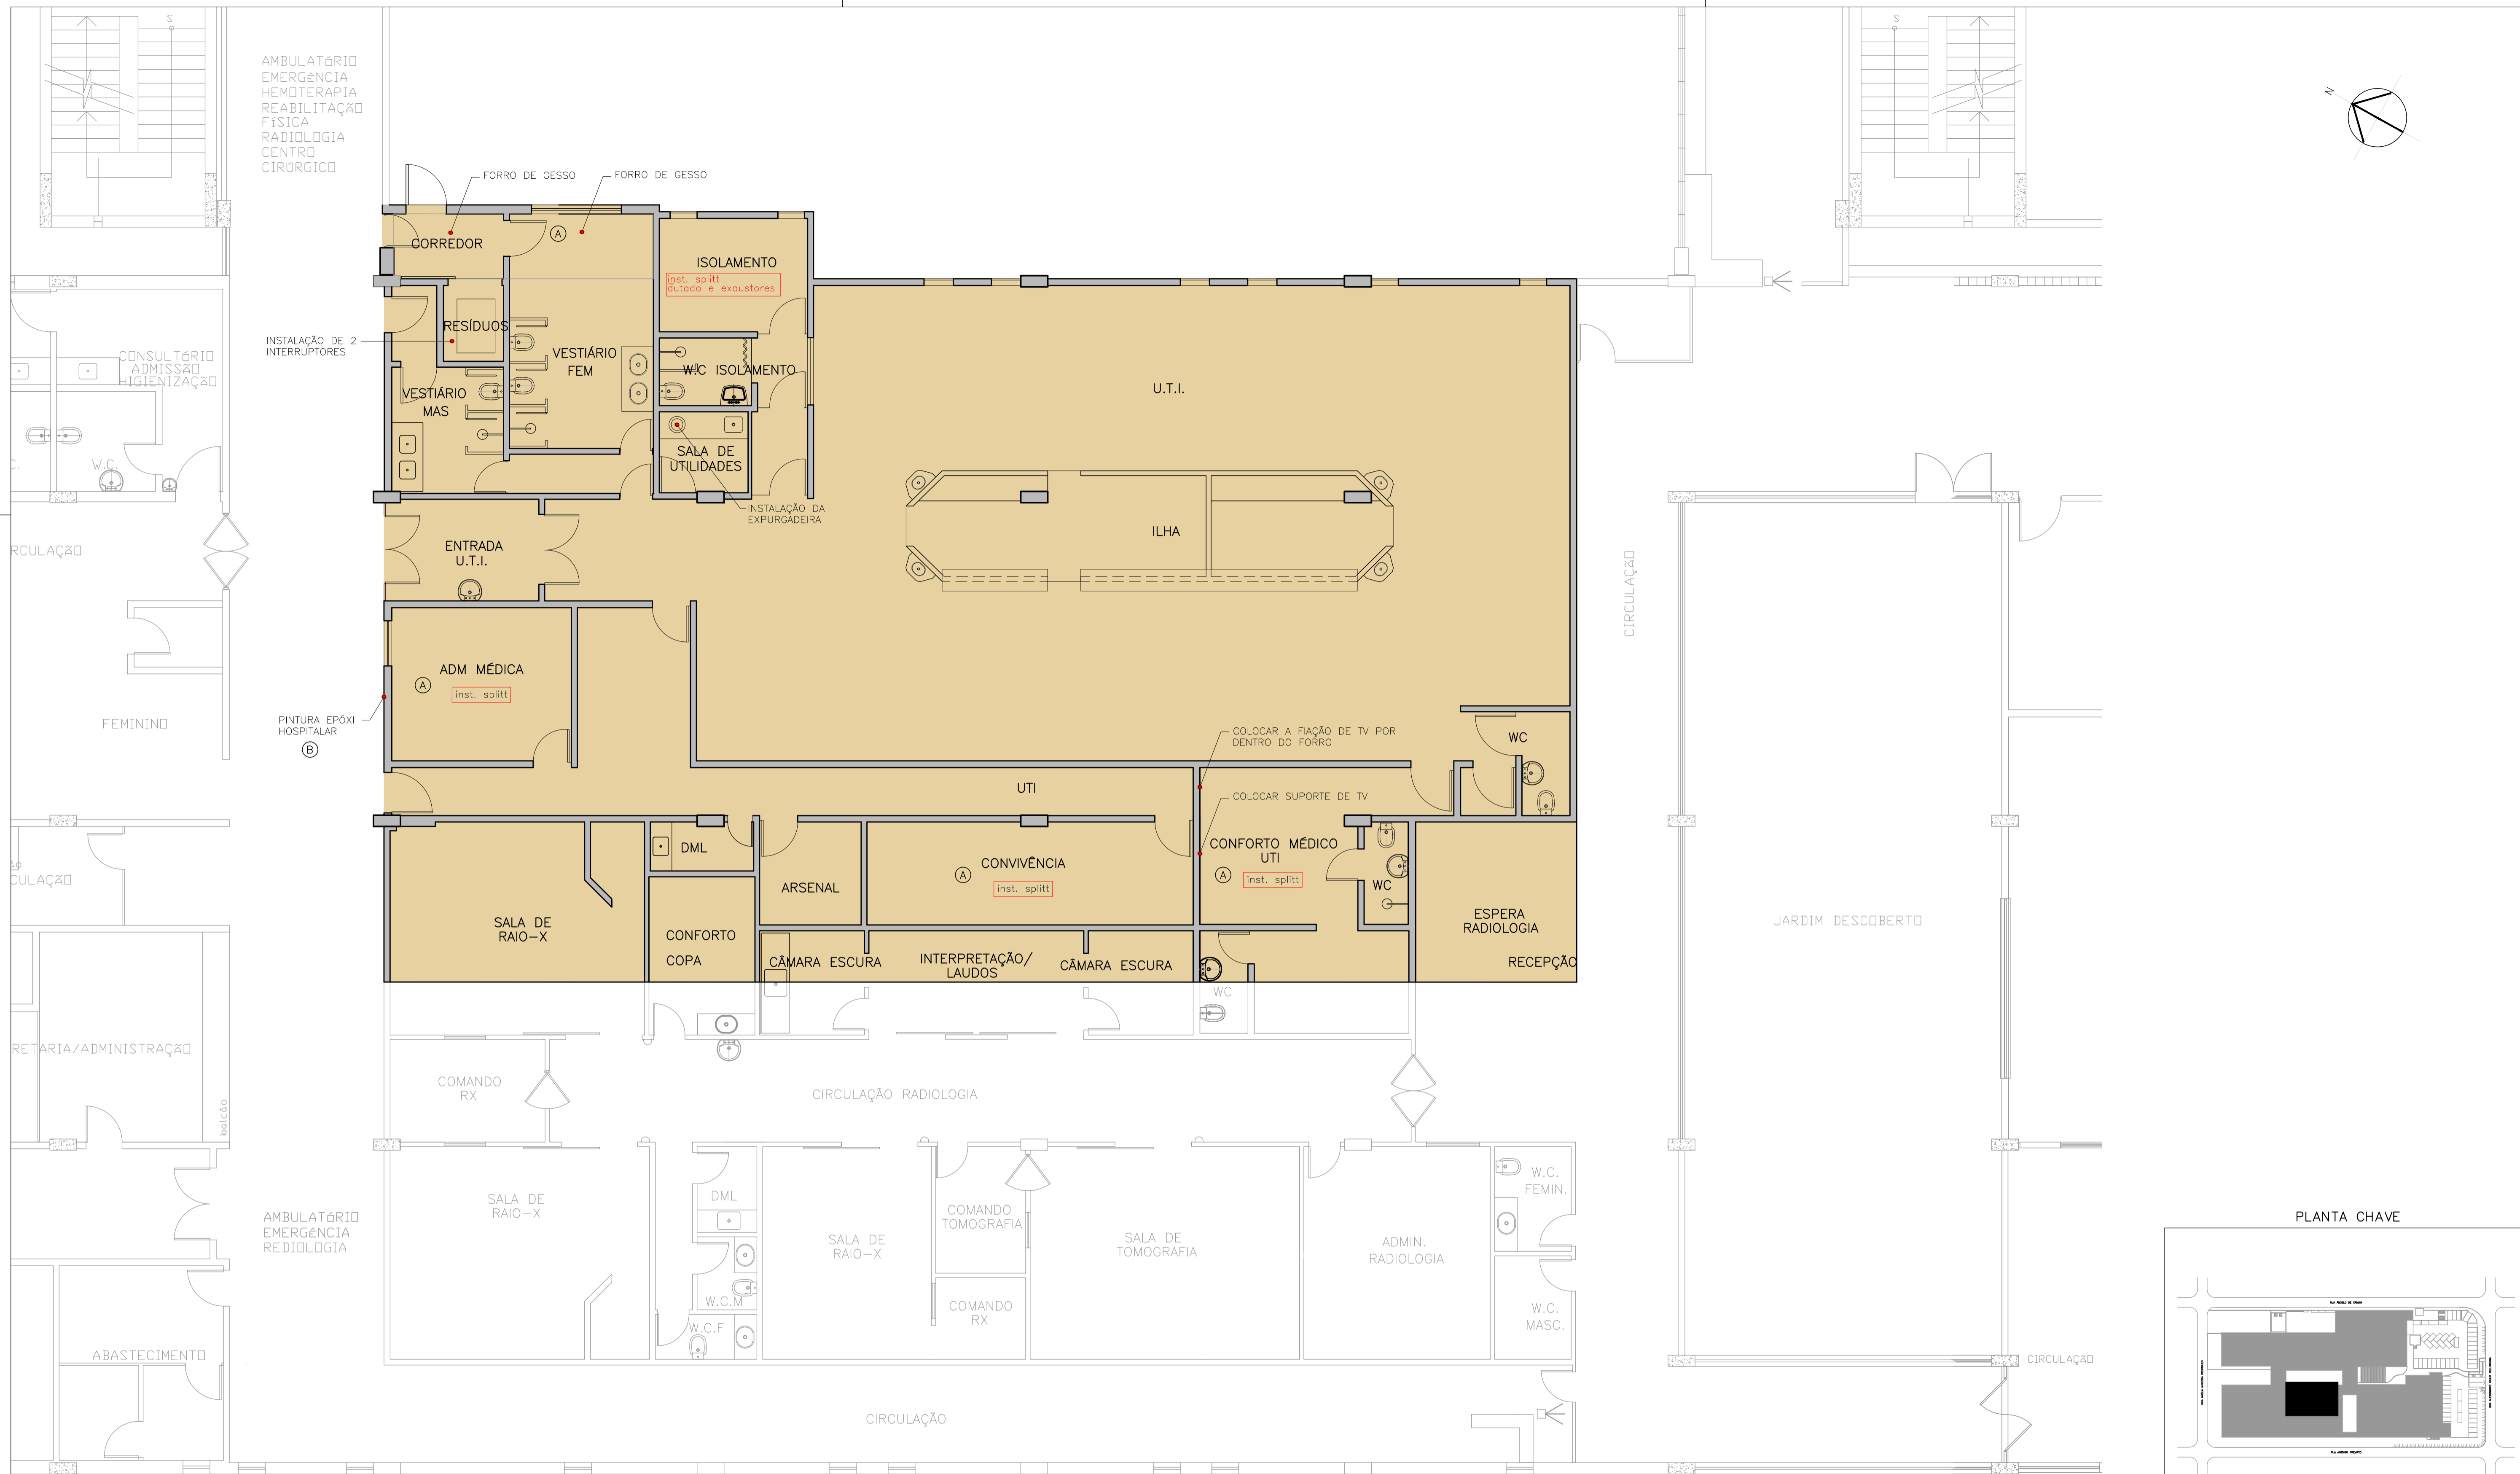 S
S
N
AMBULATóRIO
EMERGêNCIA
HEMOTERAPIA
REABILITAÇãO
FíSICA
RADIOLOGIA
CENTRO
CIRÚRGICO
FORRO DE GESSO
FORRO DE GESSO
CORREDOR
A
ISOLAMENTO
inst. splitt
dutado e exaustores
RESÍDUOS
INSTALAÇÃO DE 2
INTERRUPTORES
VESTIÁRIO
FEM
W.C ISOLAMENTO
CONSULTóRIO
ADMISSãO
HIGIENIZAÇãO
VESTIÁRIO
MAS
U.T.I.
SALA DE
UTILIDADES
W.C.
C.
INSTALAÇÃO DA
EXPURGADEIRA
ILHA
ENTRADA
U.T.I.
RCULAÇãO
CIRCULAÇãO
ADM MÉDICA
A
inst. splitt
FEMININO
PINTURA EPÓXI
HOSPITALAR
B
COLOCAR A FIAÇÃO DE TV POR
DENTRO DO FORRO
WC
UTI
COLOCAR SUPORTE DE TV
DML
CONFORTO MÉDICO
UTI
A
inst. splitt
CONVIVÊNCIA
A
inst. splitt
ARSENAL
WC
CULAÇãO
SALA DE
RAIO-X
ESPERA
RADIOLOGIA
JARDIM DESCOBERTO
CONFORTO
COPA
CÂMARA ESCURA
INTERPRETAÇÃO/
LAUDOS
CÂMARA ESCURA
RECEPÇÃO
WC
RETARIA/ADMINISTRAÇãO
COMANDO
RX
CIRCULAÇÃO RADIOLOGIA
balcão
SALA DE
RAIO-X
DML
COMANDO
TOMOGRAFIA
W.C.
FEMIN.
AMBULATóRIO
EMERGêNCIA
REDIOLOGIA
SALA DE
RAIO-X
SALA DE
TOMOGRAFIA
ADMIN.
RADIOLOGIA
PLANTA CHAVE
W.C.M
COMANDO
RX
W.C.
MASC.
W.C.F
ABASTECIMENTO
CIRCULAÇãO
CIRCULAÇÃO